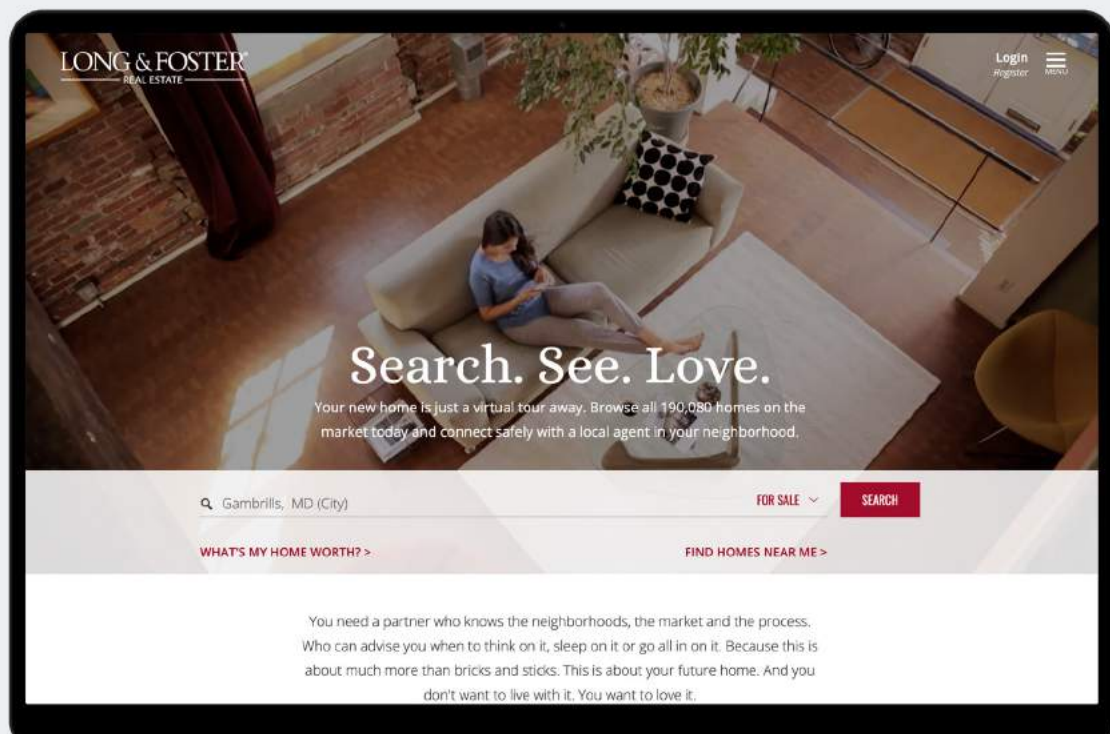 LONG & FOSTER®
REAL ESTATE
Login
Register
MENU
Search. See. Love.
Your new home is just a virtual tour away. Browse all 190,080 homes on the
market today and connect safely with a local agent in your neighborhood.
Gambrills, MD (City)
FOR SALE
SEARCH
WHAT'S MY HOME WORTH? >
FIND HOMES NEAR ME >
You need a partner who knows the neighborhoods, the market and the process.
Who can advise you when to think on it, sleep on it or go all in on it. Because this is
about much more than bricks and sticks. This is about your future home. And you
don't want to live with it. You want to love it.